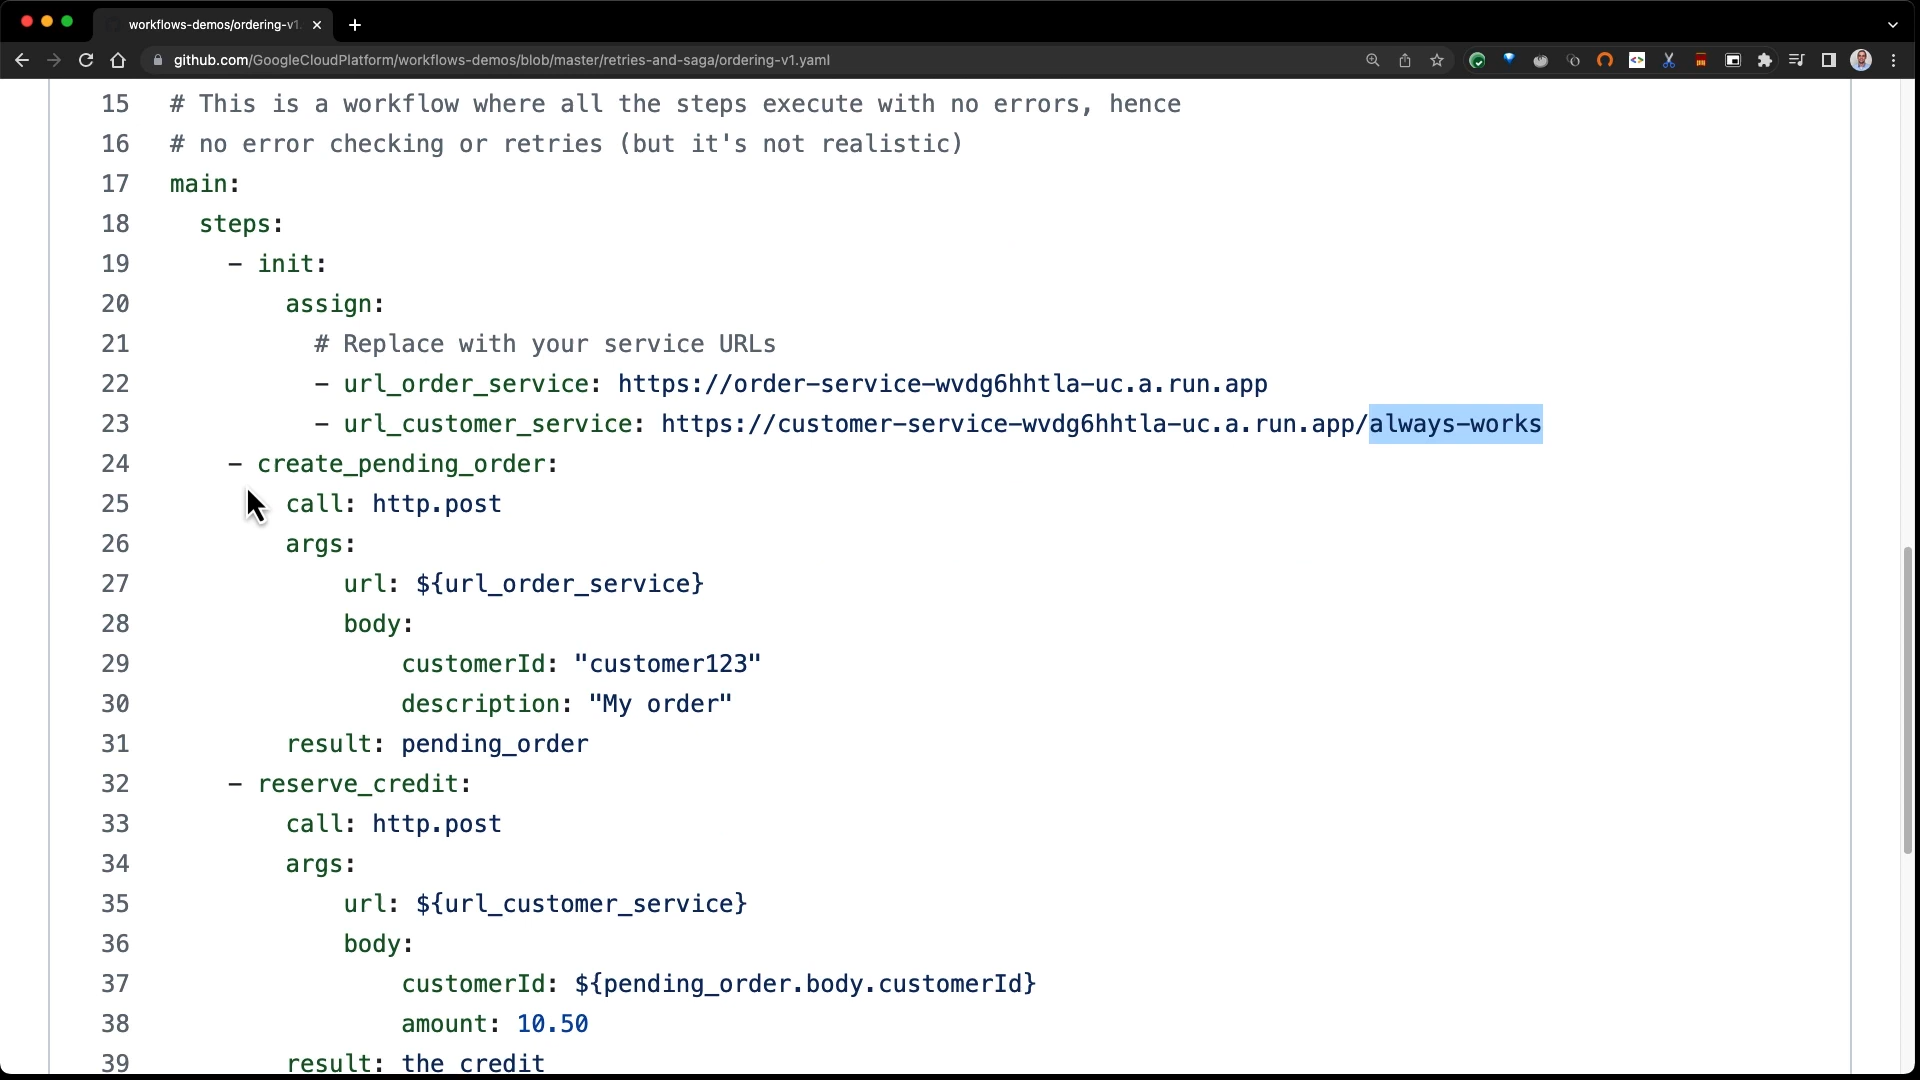 workflows-demos/ordering-v1.
github.com/GoogleCloudPlatform/workflows-demos/blob/master/retries-and-saga/ordering-v1.yaml
15 # This is a workflow where all the steps execute with no errors, hence
16 # no error checking or retries (but it's not realistic)
17 main:
18 steps:
19 - init:
20 assign:
21 # Replace with your service URLs
22 - url_order_service: https://order-service-wvdg6hhtla-uc.a.run.app
23 - url_customer_service: https://customer-service-wvdg6hhtla-uc.a.run.app/always-works
24 - create_pending_order:
25 call: http.post
26 args:
27 url: ${url_order_service}
28 body:
29 customerId: "customer123"
30 description: "My order"
31 result: pending_order
32 - reserve_credit:
33 call: http.post
34 args:
35 url: ${url_customer_service}
36 body:
37 customerId: ${pending_order.body.customerId}
38 amount: 10.50
39 result: the credit